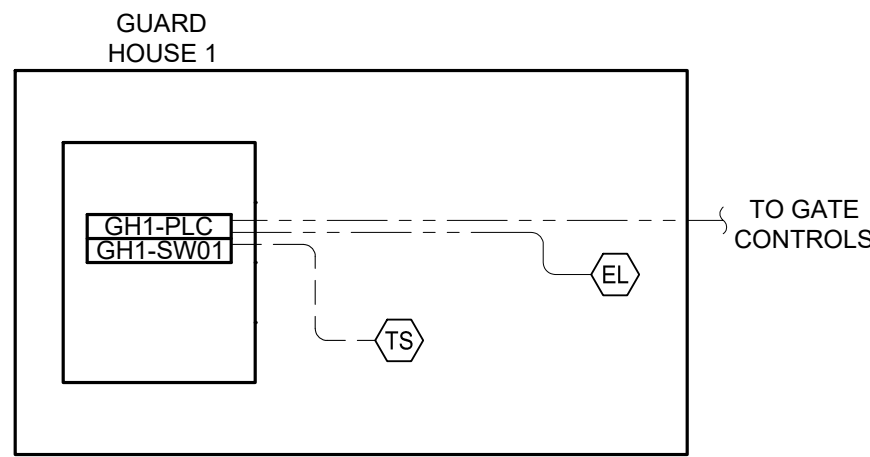 GUARD
HOUSE 1
GH1-PLC
GH1-SW01
TO GATE
CONTROLS
EL
TS